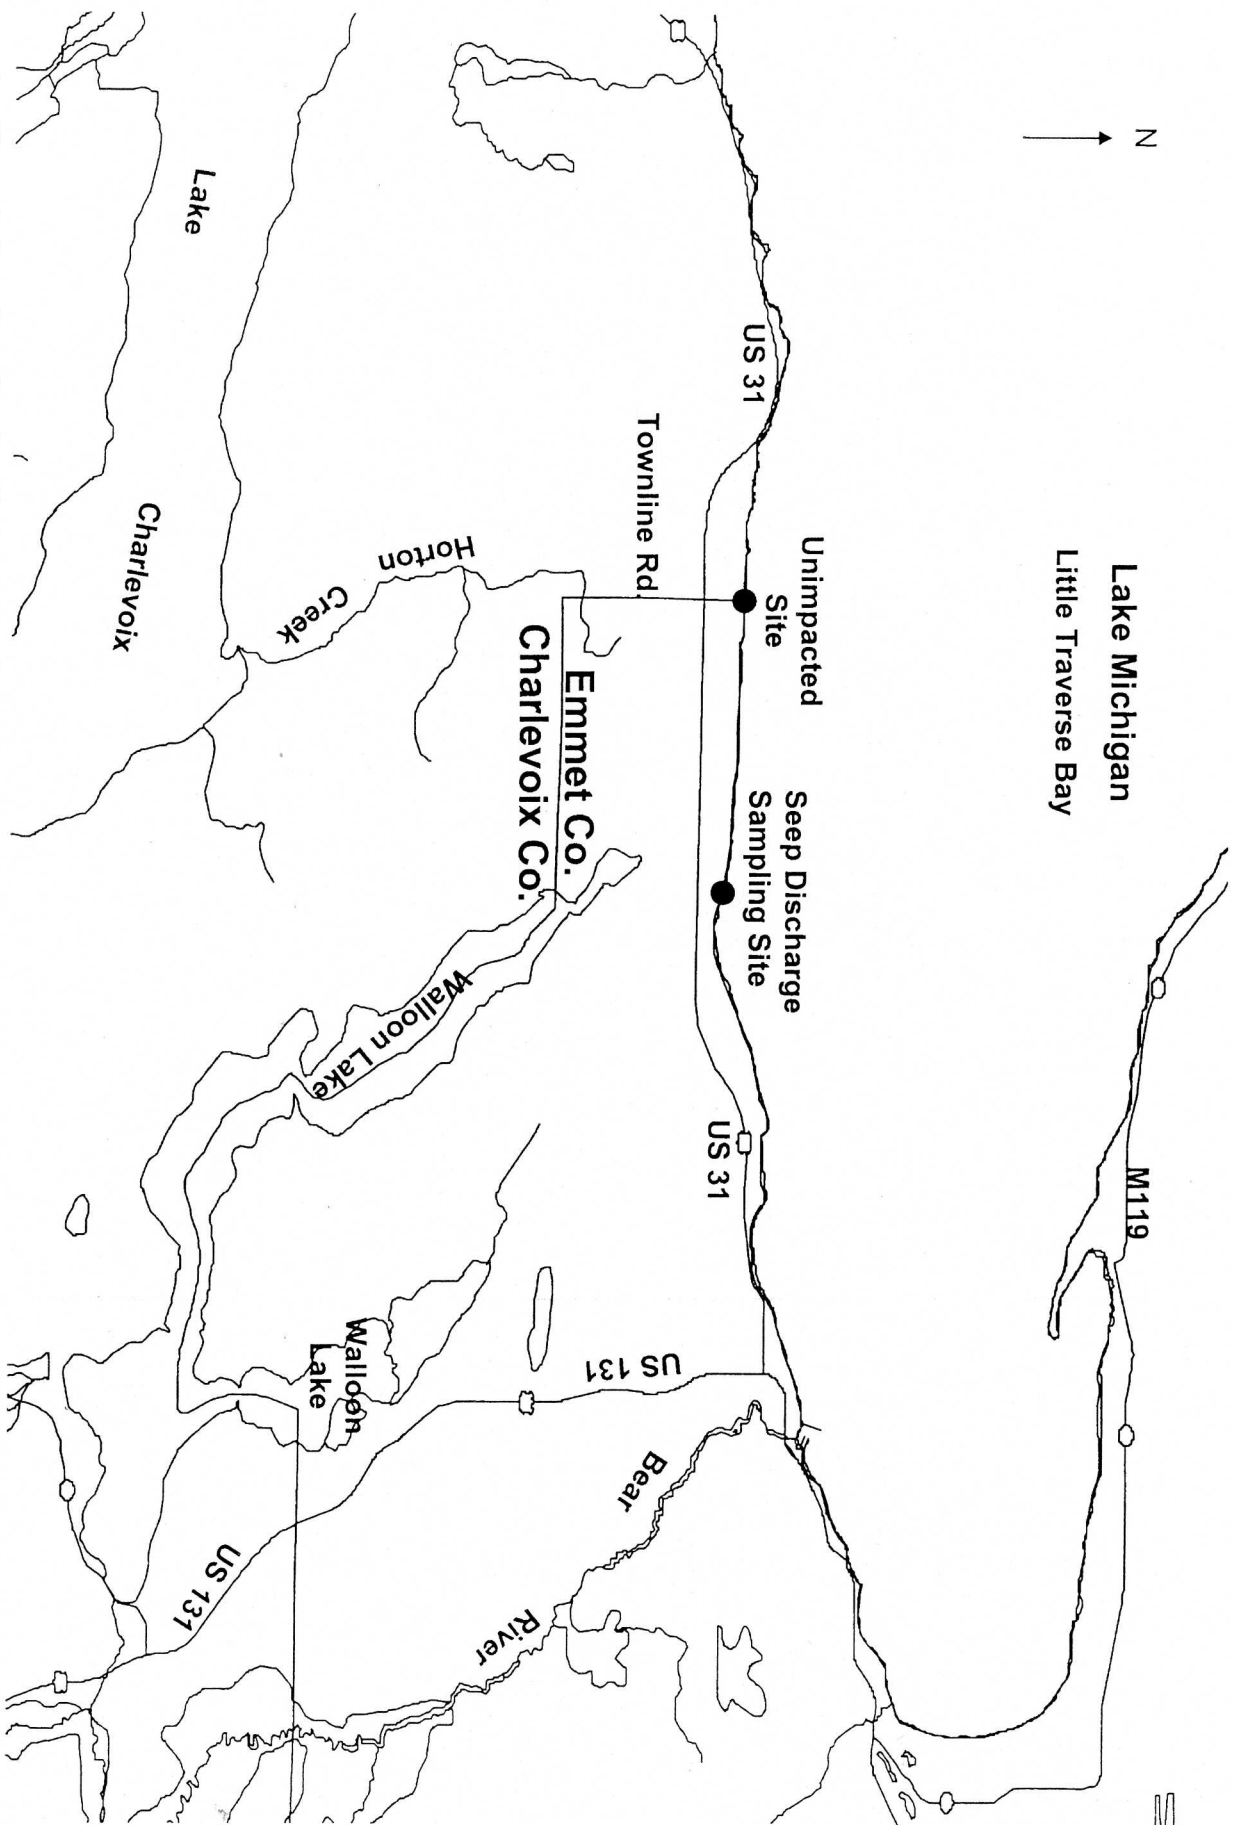 N
Lake Michigan
Little Traverse Bay
M119
Unimpacted
Site
Seep Discharge
Sampling Site
US 31
US 31
Townline Rd.
Emmet Co.
Charlevoix Co.
Horton
Creek
Lake
Charlevoix
Walloon Lake
Walloon
Lake
US 131
US 131
Bear
River